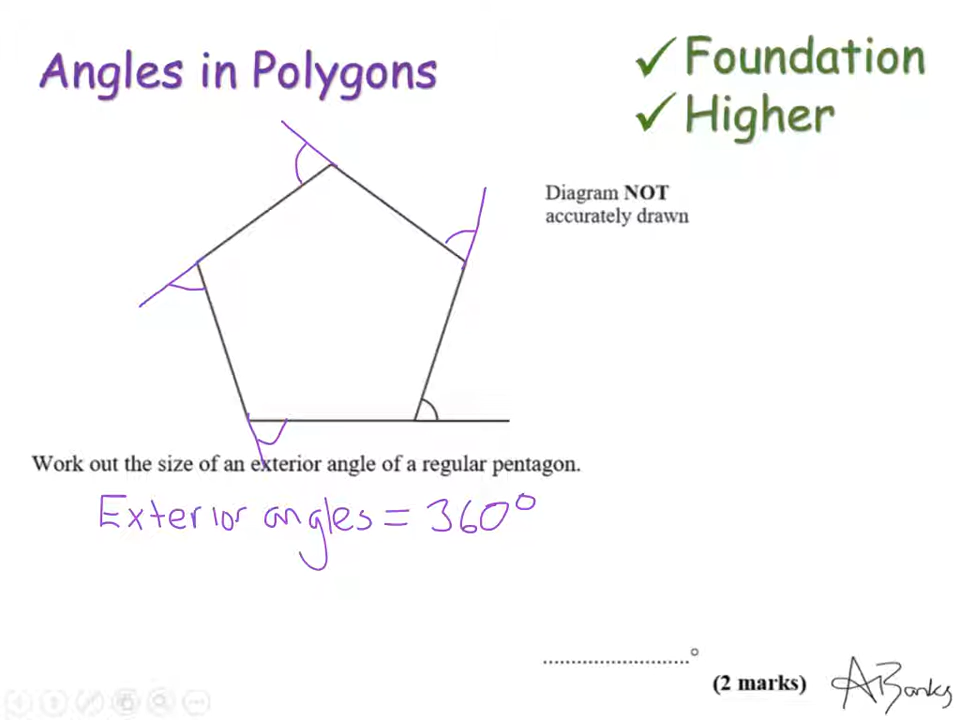 Angles in Polygons
✓ Foundation
✓ Higher
Diagram NOT
accurately drawn
Work out the size of an exterior angle of a regular pentagon.
Exterior angles = 360°
..............................°
(2 marks)
A Banks